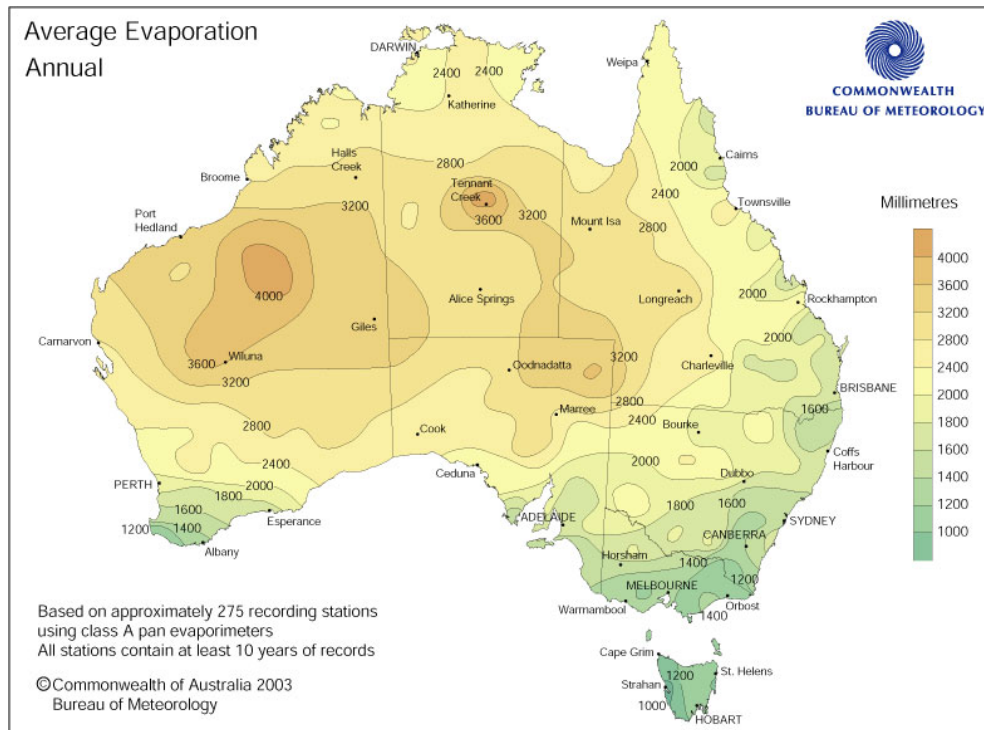 Average Evaporation
Annual
COMMONWEALTH
BUREAU OF METEOROLOGY
DARWIN
2400
2400
Katherine
Weipa
Cairns
2000
Halls
Creek
2800
Broome
Tennant
Creek
3600
3200
2400
Townsville
Port
Hedland
3200
Mount Isa
2800
4000
Alice Springs
Longreach
2000
Rockhampton
Giles
2000
Carnarvon
3600
Wiluna
3200
Oodnadatta
3200
Charleville
BRISBANE
2800
2800
Marree
2400
1600
Cook
Bourke
Coffs
Harbour
2400
Ceduna
2000
Dubbo
PERTH
2000
1800
1600
1800
1600
ADELAIDE
SYDNEY
Esperance
1200
1400
Albany
CANBERRA
Horsham
1400
1200
MELBOURNE
Warrnambool
Orbost
1400
Cape Grim
1200
St. Helens
Strahan
1000
HOBART
Millimetres
4000
3600
3200
2800
2400
2000
1800
1600
1400
1200
1000
Based on approximately 275 recording stations
using class A pan evaporimeters
All stations contain at least 10 years of records
©Commonwealth of Australia 2003
Bureau of Meteorology